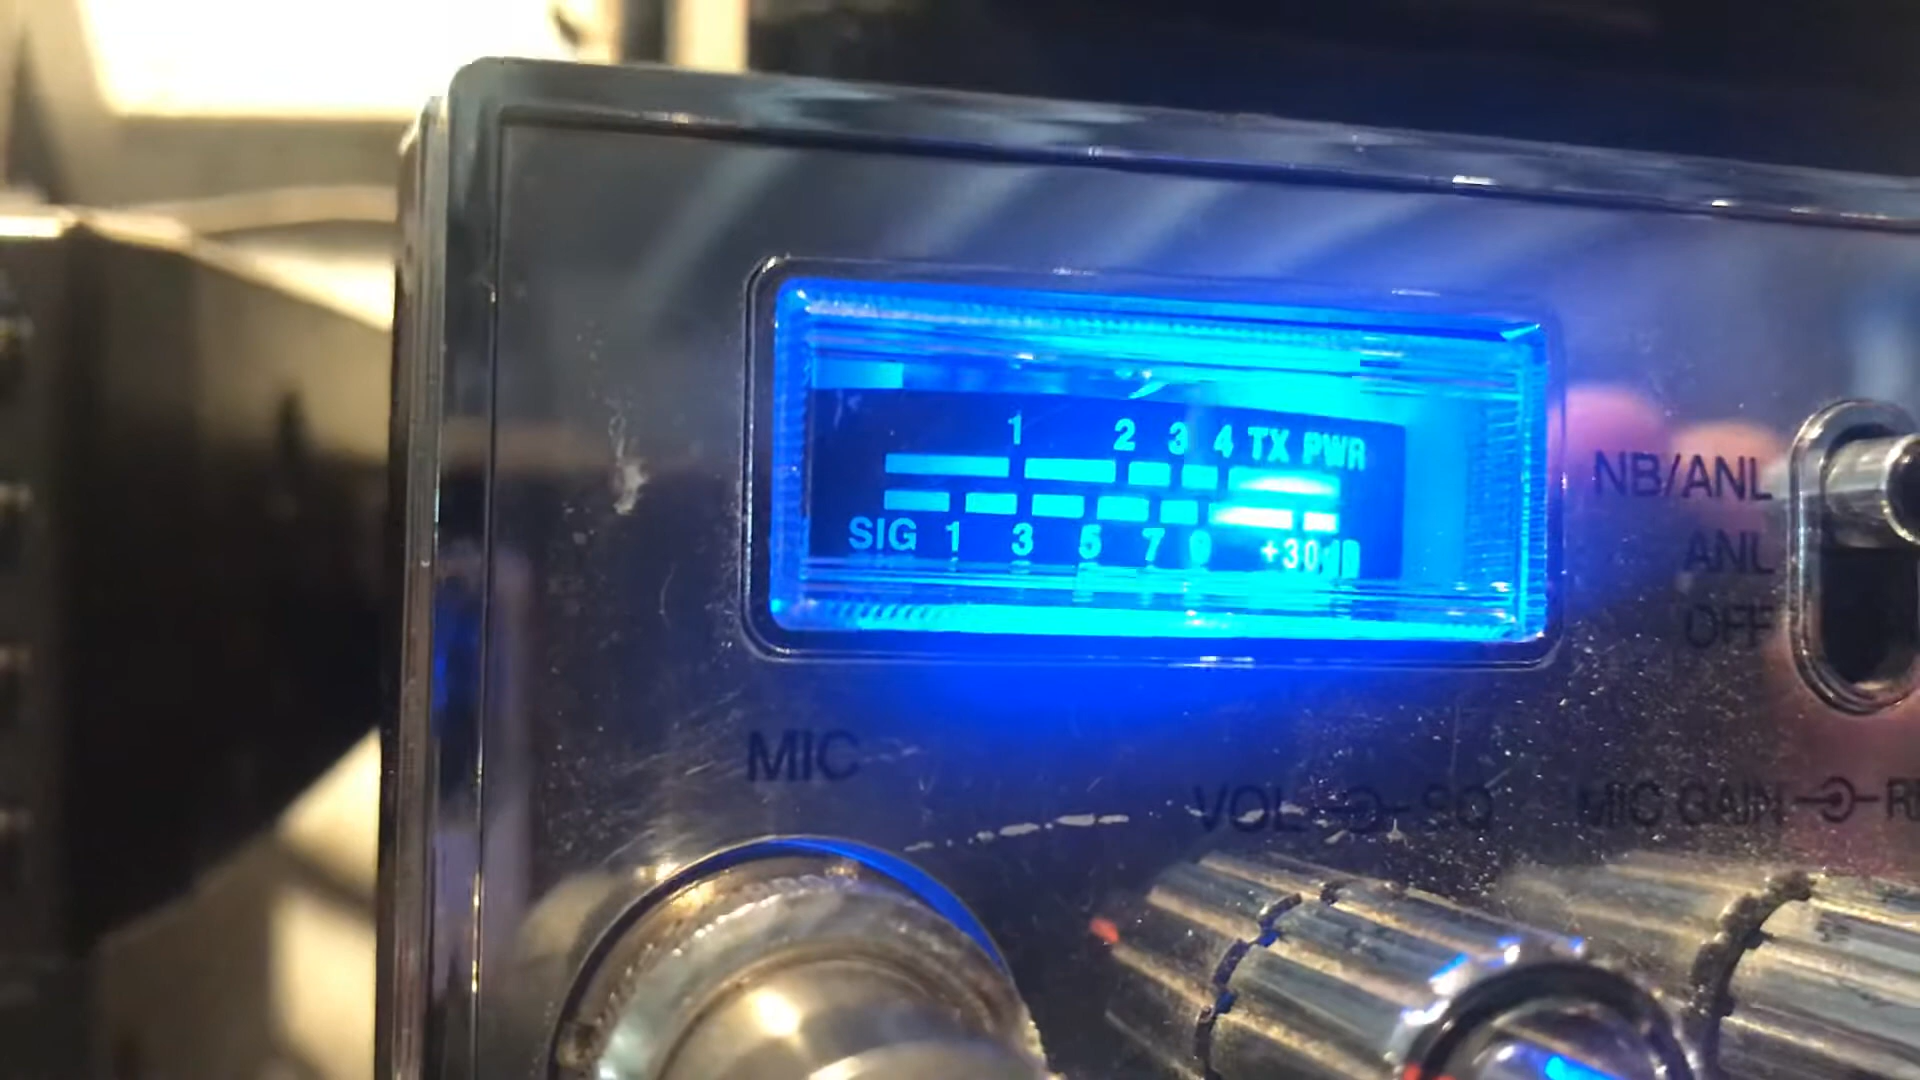 1 2 3 4 TX PWR
SIG 1 3 5 7 9 +30dB
NB/ANL
ANL
OFF
MIC
VOL SQ
MIC GAIN